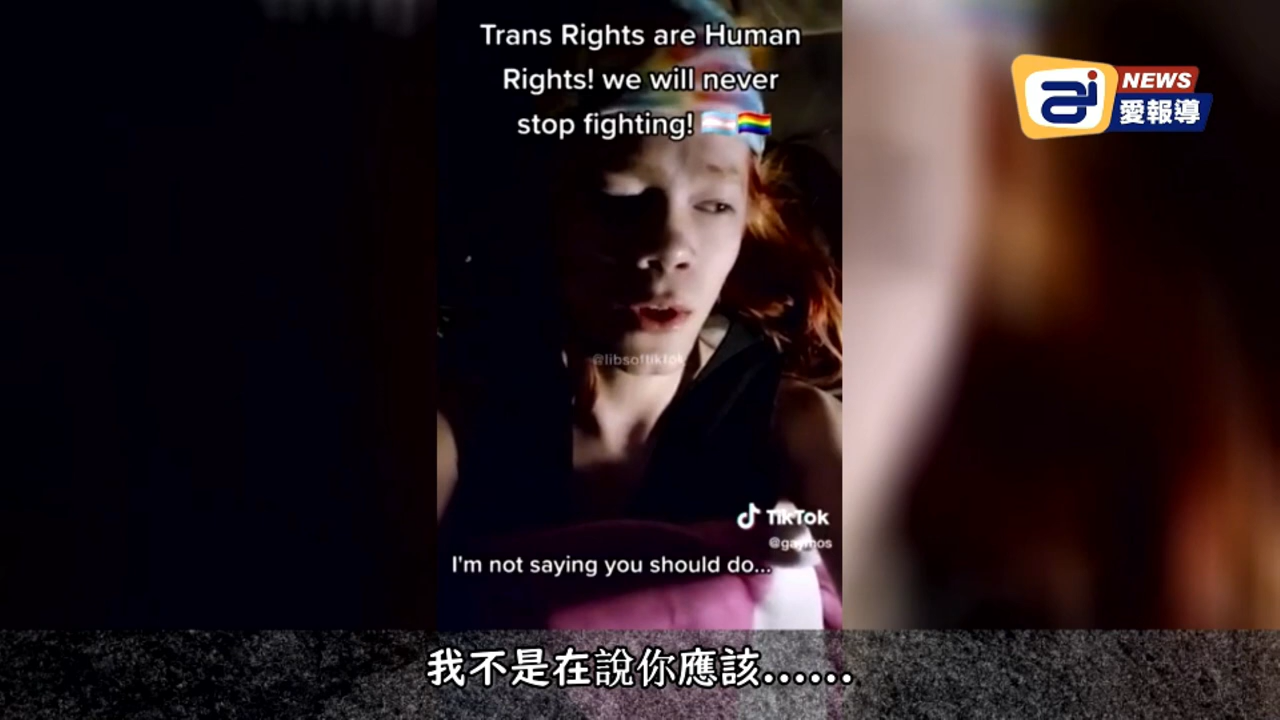 Trans Rights are Human
Rights! we will never
stop fighting! 🏳️‍⚧️🏳️‍🌈
NEWS
愛報導
@libsoftiktok
TikTok
I'm not saying you should do...
我不是在說你應該......